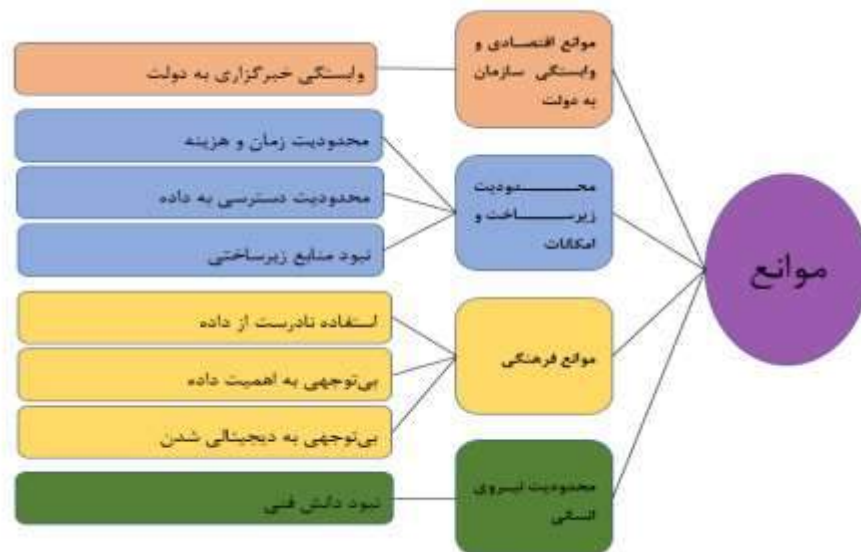 موانع
موانع اقتصادی و
وابستگی سازمان
به دولت
وابستگی خبرگزاری به دولت
محدودیت
زیرساخت و
امکانات
محدودیت زمان و هزینه
محدودیت دسترسی به داده
نبود منابع زیرساختی
موانع فرهنگی
استفاده نادرست از داده
بی‌توجهی به اهمیت داده
بی‌توجهی به دیجیتالی شدن
محدودیت نیروی
انسانی
نبود دانش فنی